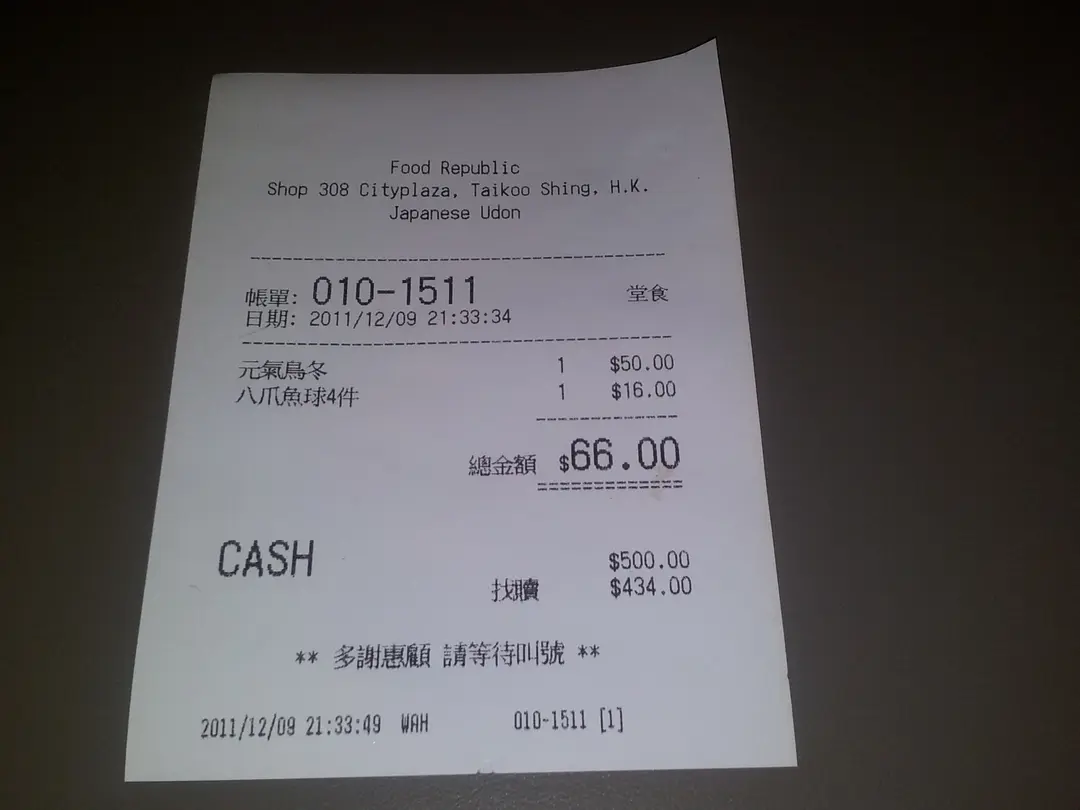 Food Republic
Shop 308 Cityplaza, Taikoo Shing, H.K.
Japanese Udon
帳單: 010-1511 堂食
日期: 2011/12/09 21:33:34
元氣烏冬 1 $50.00
八爪魚球4件 1 $16.00
總金額 $66.00
CASH $500.00
找贖 $434.00
** 多謝惠顧 請等待叫號 **
2011/12/09 21:33:49 WAH 010-1511 [1]